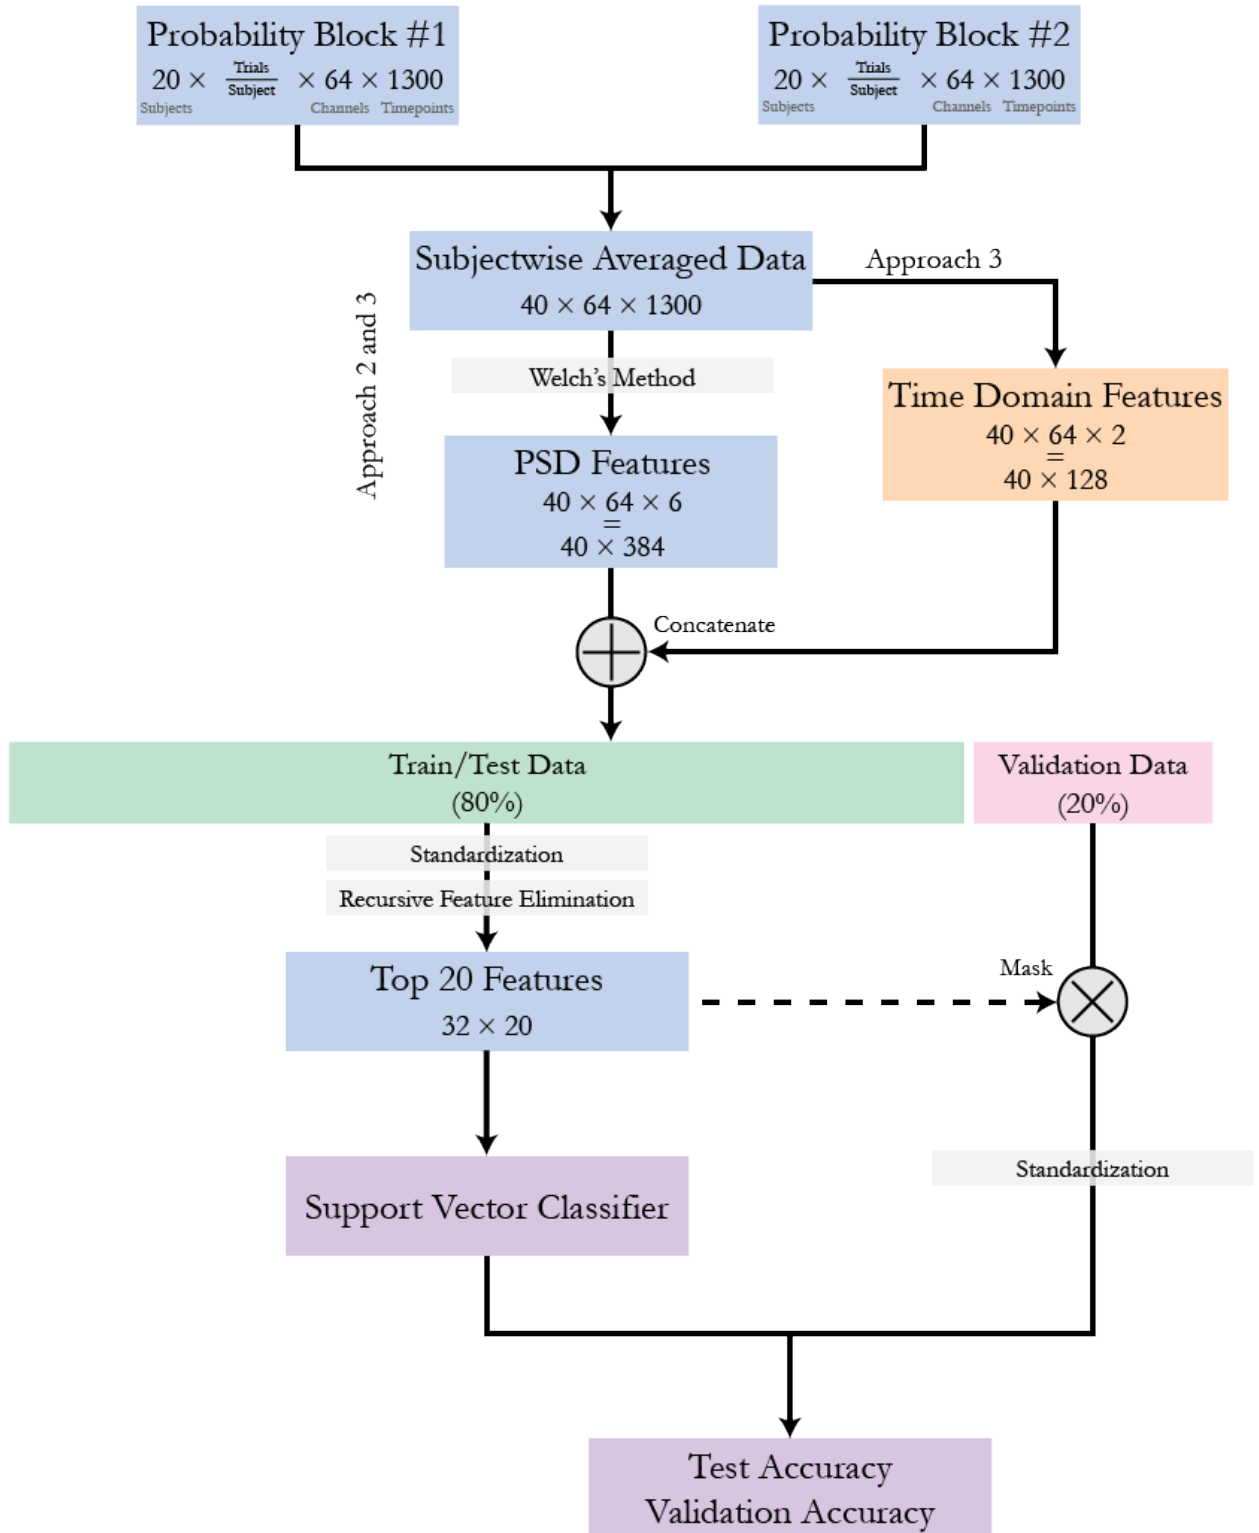 Probability Block #1
20 × Trials/Subject × 64 × 1300
Subjects Channels Timepoints
Probability Block #2
20 × Trials/Subject × 64 × 1300
Subjects Channels Timepoints
Subjectwise Averaged Data
40 × 64 × 1300
Approach 3
Approach 2 and 3
Welch's Method
Time Domain Features
40 × 64 × 2
=
40 × 128
PSD Features
40 × 64 × 6
=
40 × 384
Concatenate
Train/Test Data
(80%)
Validation Data
(20%)
Standardization
Recursive Feature Elimination
Top 20 Features
32 × 20
Mask
Support Vector Classifier
Standardization
Test Accuracy
Validation Accuracy